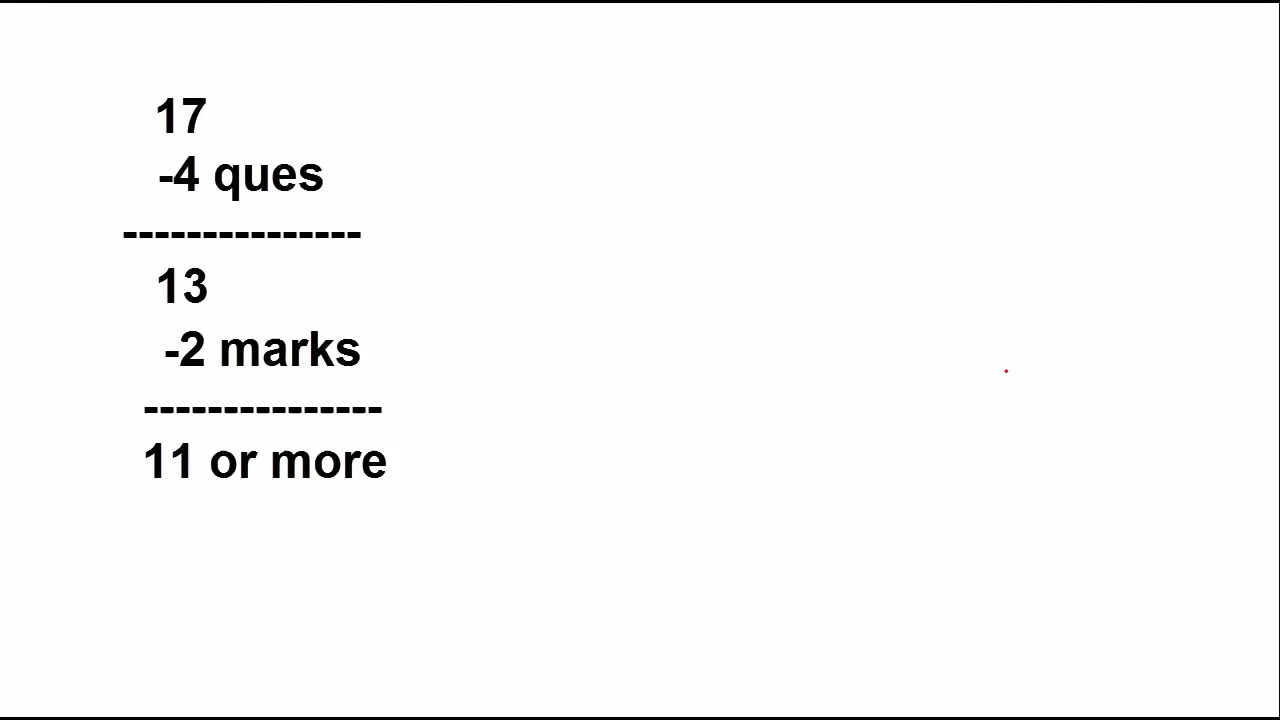 17
-4 ques
---------------
13
-2 marks
---------------
11 or more